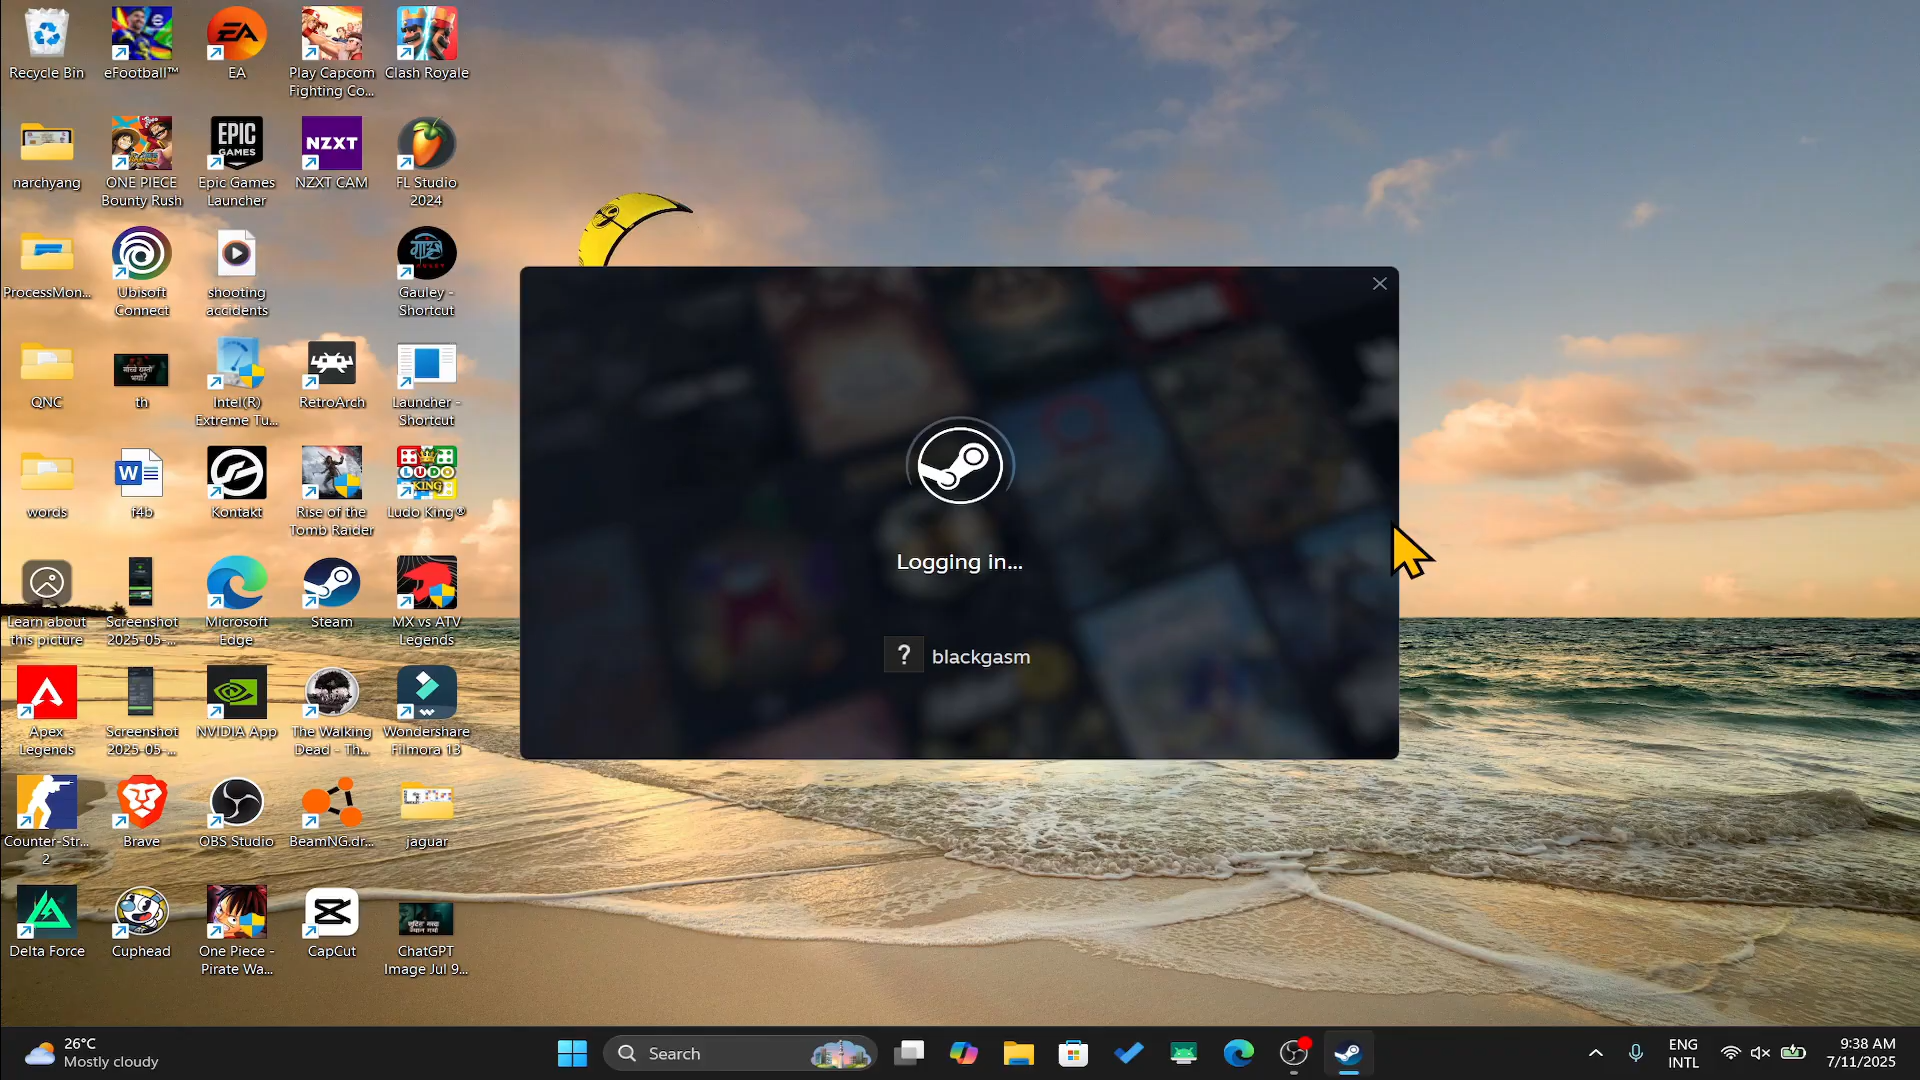 Recycle Bin
eFootball™
EA
Play Capcom
Fighting Co...
Clash Royale
narchyang
ONE PIECE
Bounty Rush
EPIC
GAMES
Epic Games
Launcher
NZXT
NZXT CAM
FL Studio
2024
ProcessMon...
Ubisoft
Connect
shooting
accidents
Gauley -
Shortcut
QNC
th
Intel(R)
Extreme Tu...
RetroArch
Launcher -
Shortcut
words
W
f4b
Kontakt
Rise of the
Tomb Raider
LUDO
KING
Ludo King®
Learn about
this picture
Screenshot
2025-05-...
Microsoft
Edge
Steam
MX vs ATV
Legends
Apex
Legends
Screenshot
2025-05-...
NVIDIA App
The Walking
Dead - Th...
Wondershare
Filmora 13
Counter-Str...
2
Brave
OBS Studio
BeamNG.dr...
jaguar
Delta Force
Cuphead
One Piece -
Pirate Wa...
CapCut
ChatGPT
Image Jul 9...
Logging in...
? blackgasm
26°C
Mostly cloudy
Search
ENG
INTL
9:38 AM
7/11/2025